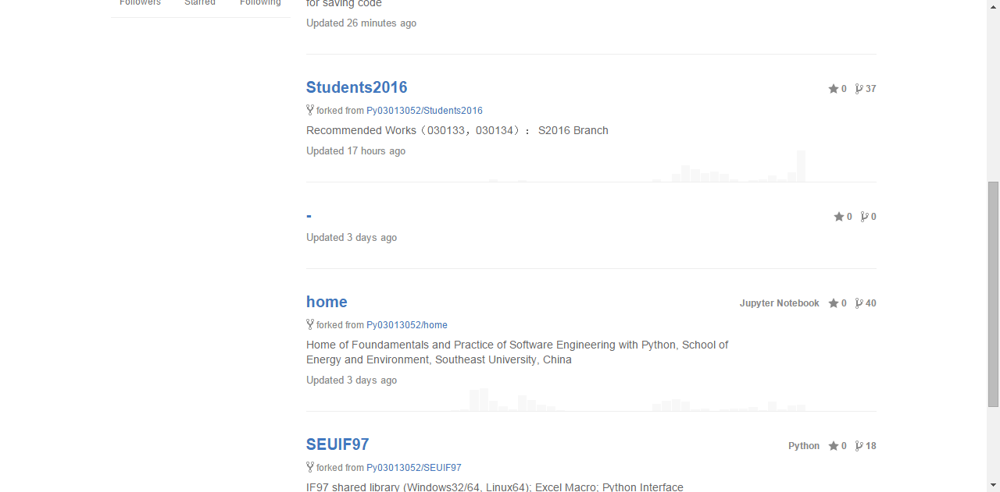 Followers Starred Following
for saving code
Updated 26 minutes ago
Students2016 0 37
forked from Py03013052/Students2016
Recommended Works（030133，030134）： S2016 Branch
Updated 17 hours ago
- 0 0
Updated 3 days ago
home Jupyter Notebook 0 40
forked from Py03013052/home
Home of Foundamentals and Practice of Software Engineering with Python, School of
Energy and Environment, Southeast University, China
Updated 3 days ago
SEUIF97 Python 0 18
forked from Py03013052/SEUIF97
IF97 shared library (Windows32/64, Linux64); Excel Macro; Python Interface